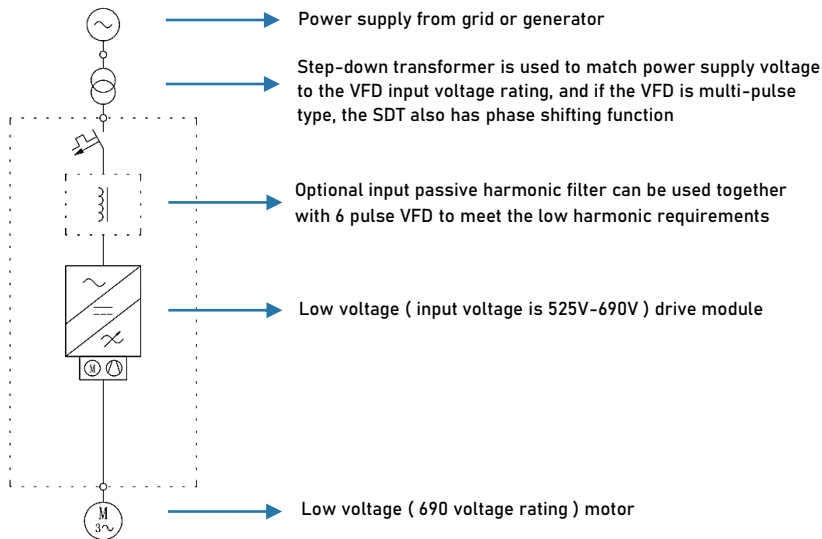 Power supply from grid or generator
Step-down transformer is used to match power supply voltage
to the VFD input voltage rating, and if the VFD is multi-pulse
type, the SDT also has phase shifting function
Optional input passive harmonic filter can be used together
with 6 pulse VFD to meet the low harmonic requirements
Low voltage ( input voltage is 525V-690V ) drive module
M
Low voltage ( 690 voltage rating ) motor
M
3~